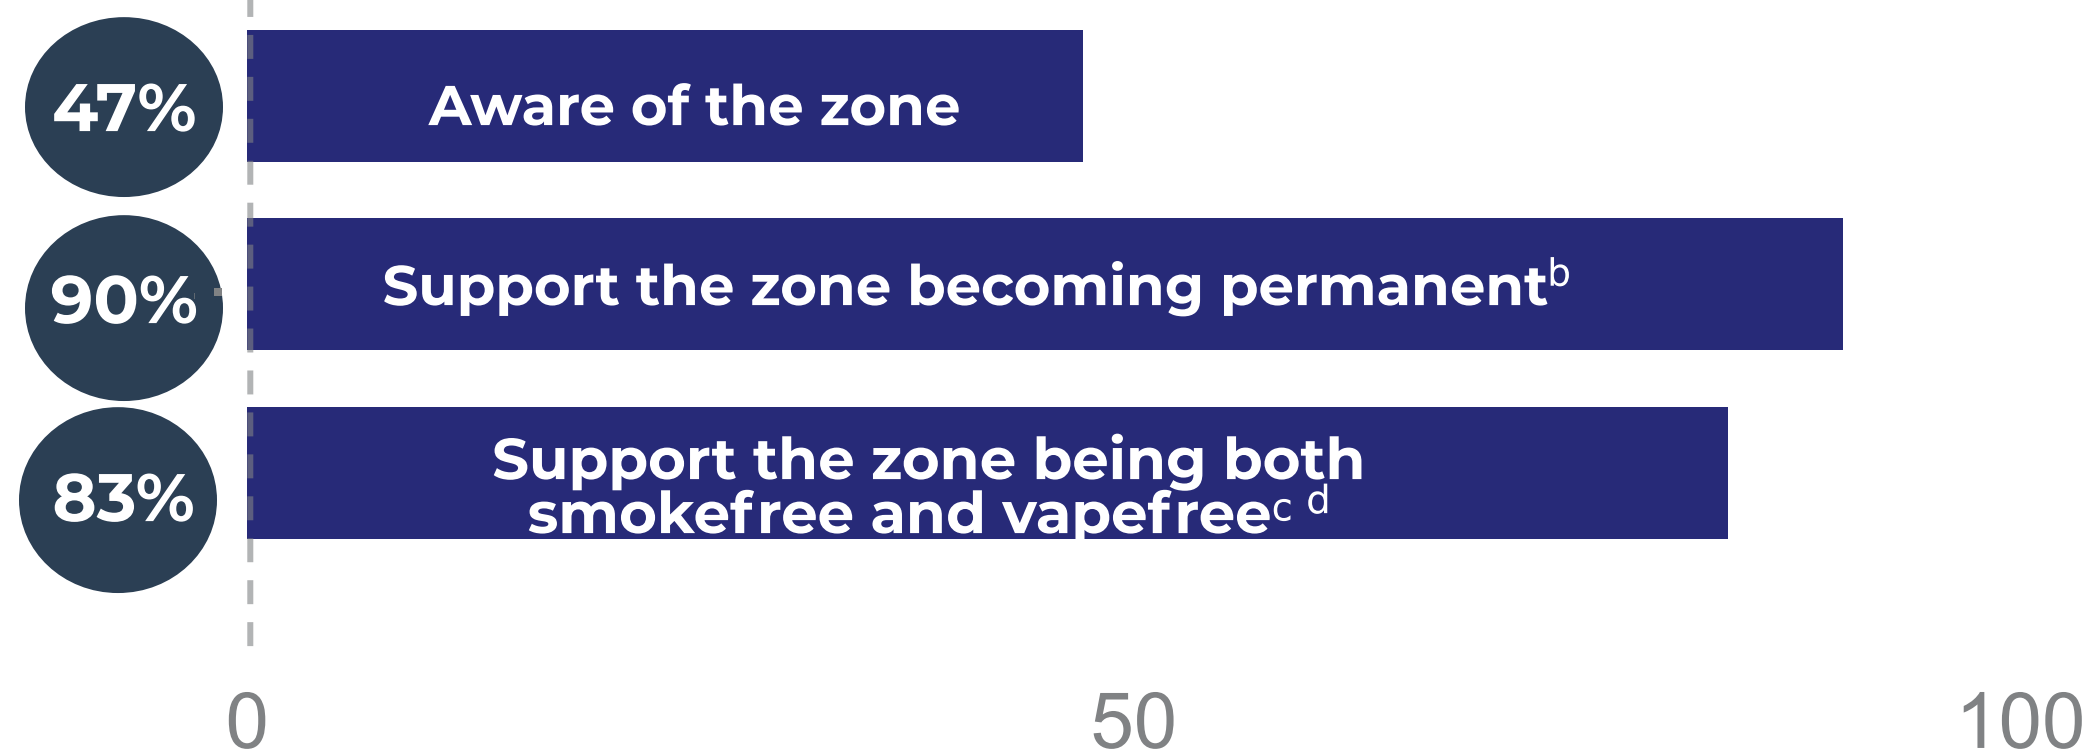 47%
Aware of the zone
90%
Support the zone becoming permanentb
83%
Support the zone being both
smokefree and vapefreec d
0 50 100